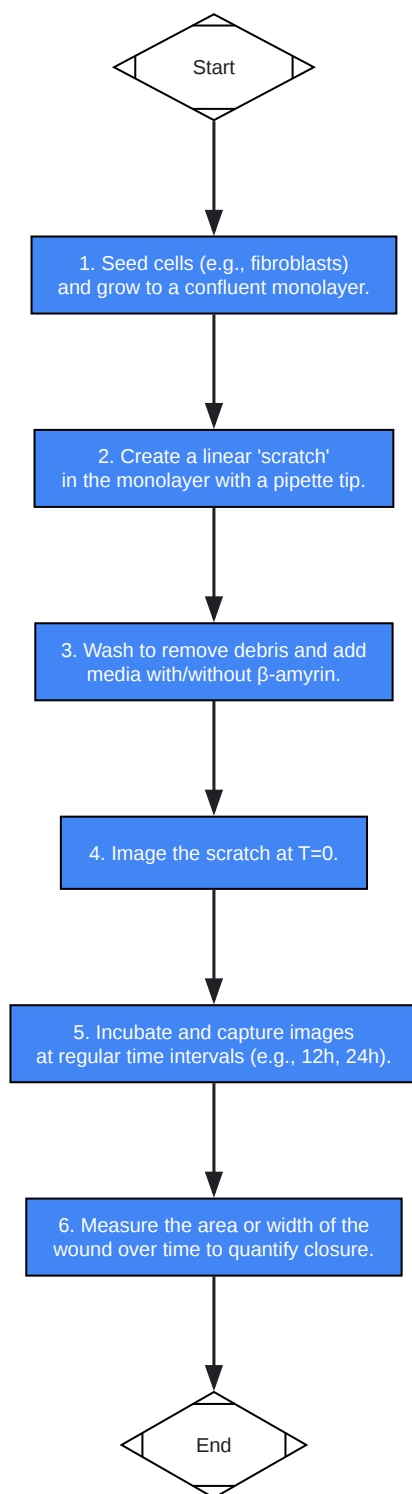 Start
1. Seed cells (e.g., fibroblasts)
and grow to a confluent monolayer.
2. Create a linear 'scratch'
in the monolayer with a pipette tip.
3. Wash to remove debris and add
media with/without β-amyrin.
4. Image the scratch at T=0.
5. Incubate and capture images
at regular time intervals (e.g., 12h, 24h).
6. Measure the area or width of the
wound over time to quantify closure.
End